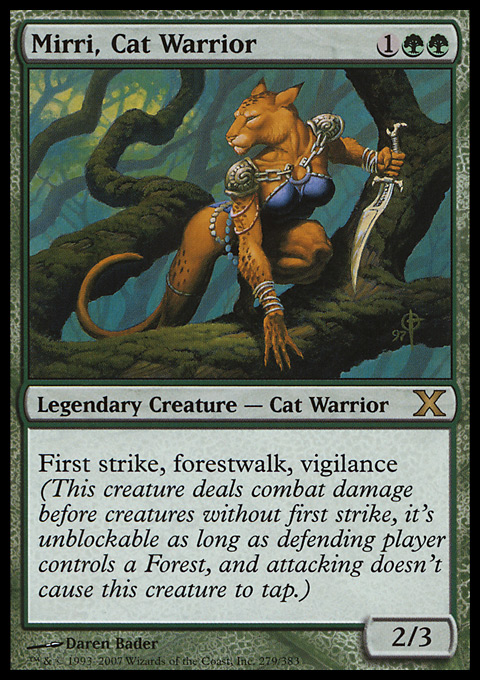 Mirri, Cat Warrior 1
97
Legendary Creature — Cat Warrior X
First strike, forestwalk, vigilance
(This creature deals combat damage
before creatures without first strike, it's
unblockable as long as defending player
controls a Forest, and attacking doesn't
cause this creature to tap.)
2/3
Daren Bader
™ & © 1993–2007 Wizards of the Coast, Inc. 279/383